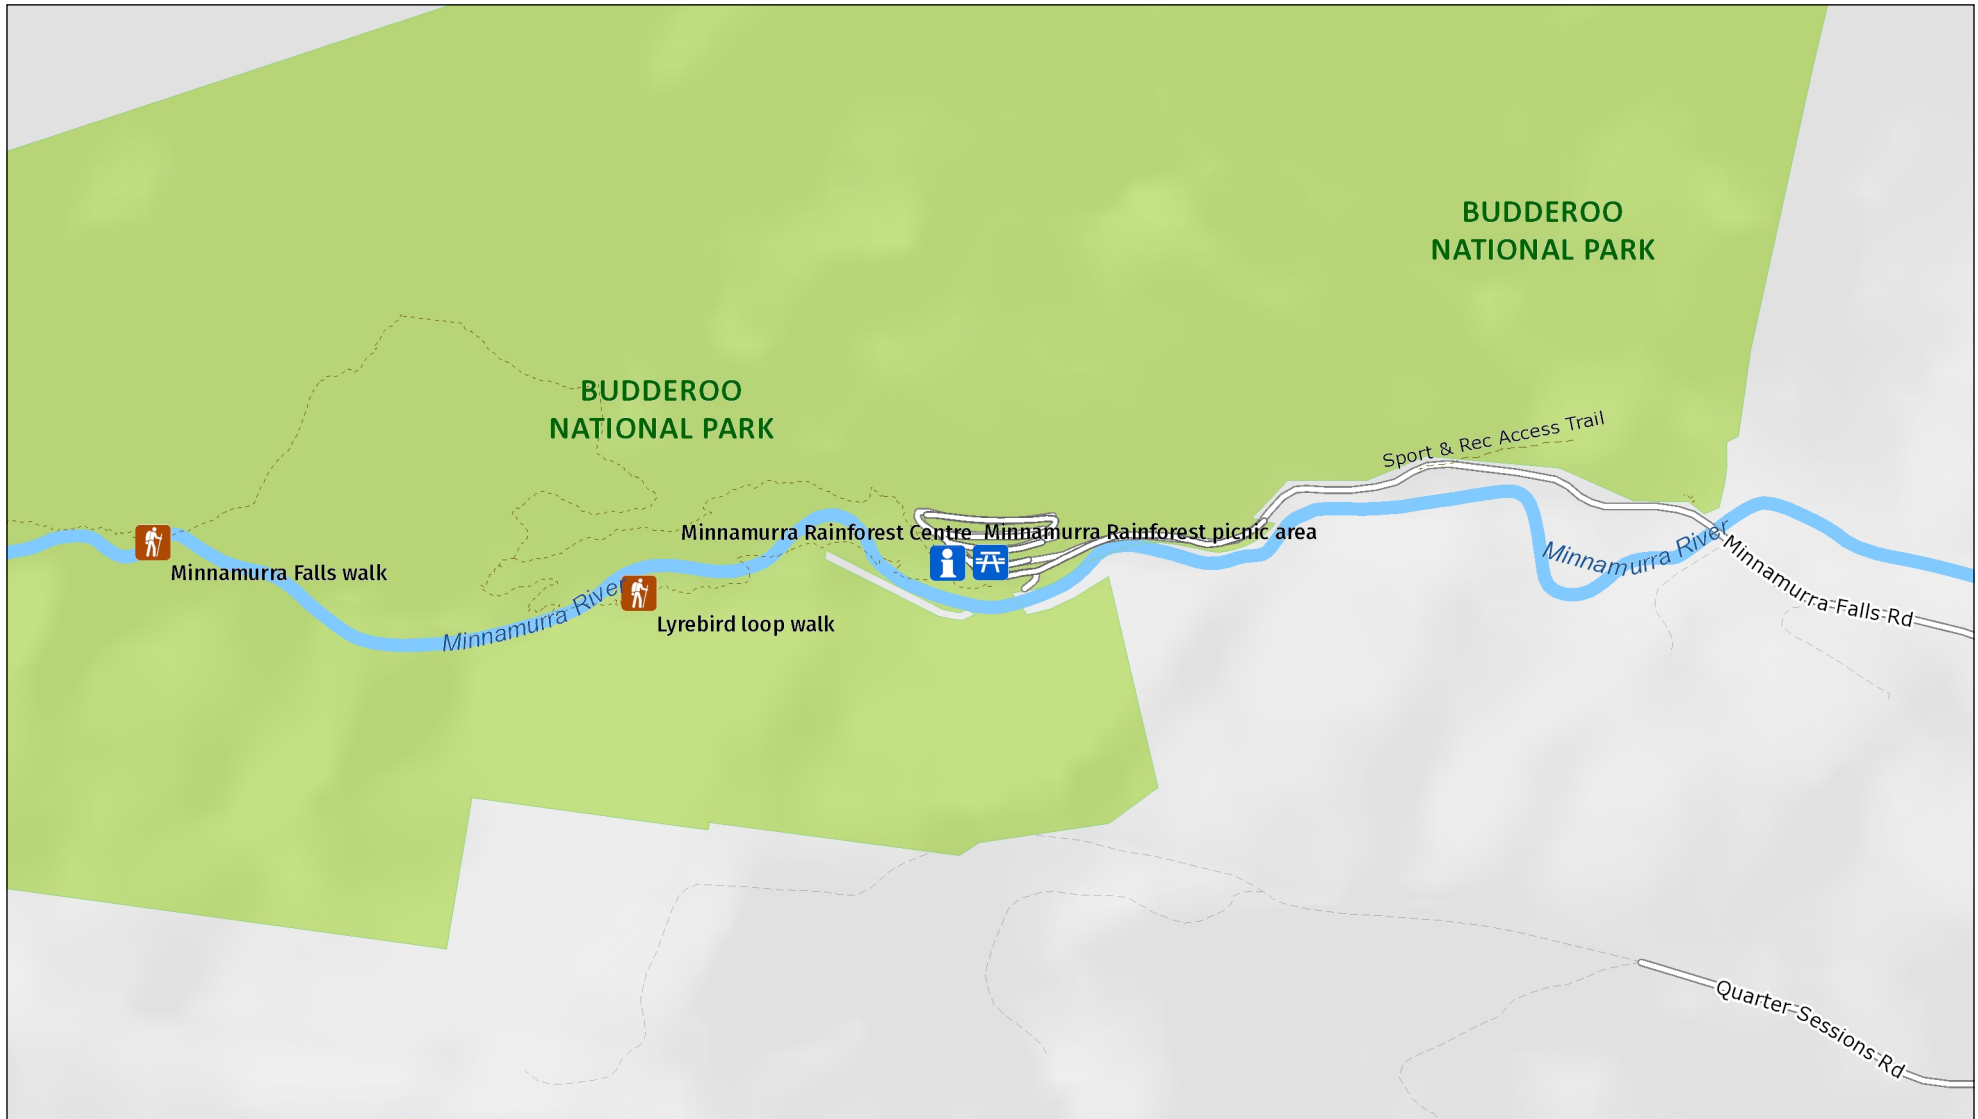 BUDDEROO
NATIONAL PARK
BUDDEROO
NATIONAL PARK
Sport & Rec Access Trail
Minnamurra Rainforest Centre
Minnamurra Rainforest picnic area
Minnamurra River
Minnamurra Falls walk
Minnamurra River
Lyrebird loop walk
Minnamurra Falls Rd
Quarter Sessions Rd